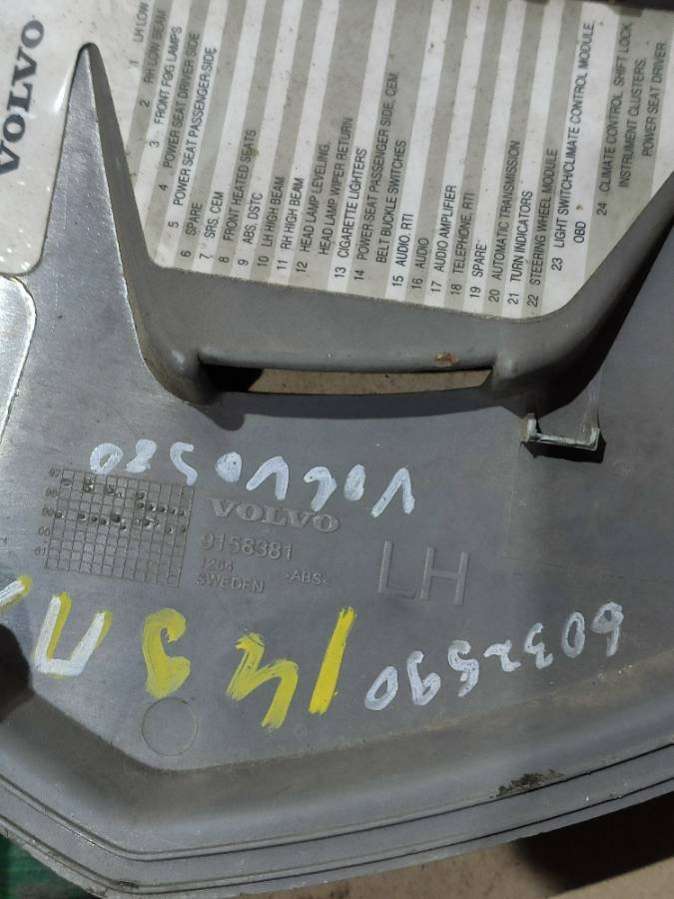 VOLVO
1 LH LOW
2 RH LOW BEAM
3 FRONT FOG LAMPS
4 POWER SEAT DRIVER SIDE
5 POWER SEAT PASSENGER SIDE
6 SPARE
7 SRS, CEM
8 FRONT HEATED SEATS
9 ABS, DSTC
10 LH HIGH BEAM
11 RH HIGH BEAM
12 HEAD LAMP LEVELING,
HEAD LAMP WIPER RETURN
13 CIGARETTE LIGHTERS
14 POWER SEAT PASSENGER SIDE, CEM
BELT BUCKLE SWITCHES
15 AUDIO, RTI
16 AUDIO
17 AUDIO AMPLIFIER
18 TELEPHONE, RTI
19 SPARE
20 AUTOMATIC TRANSMISSION
21 TURN INDICATORS
22 STEERING WHEEL MODULE
23 LIGHT SWITCH/CLIMATE CONTROL MODULE
OBD
24 CLIMATE CONTROL, SHIFT LOCK
INSTRUMENT CLUSTERS,
POWER SEAT DRIVER
VOLVO S80
97
98
99
VOLVO
9158381
1264
SWEDEN >ABS<
LH
6032590